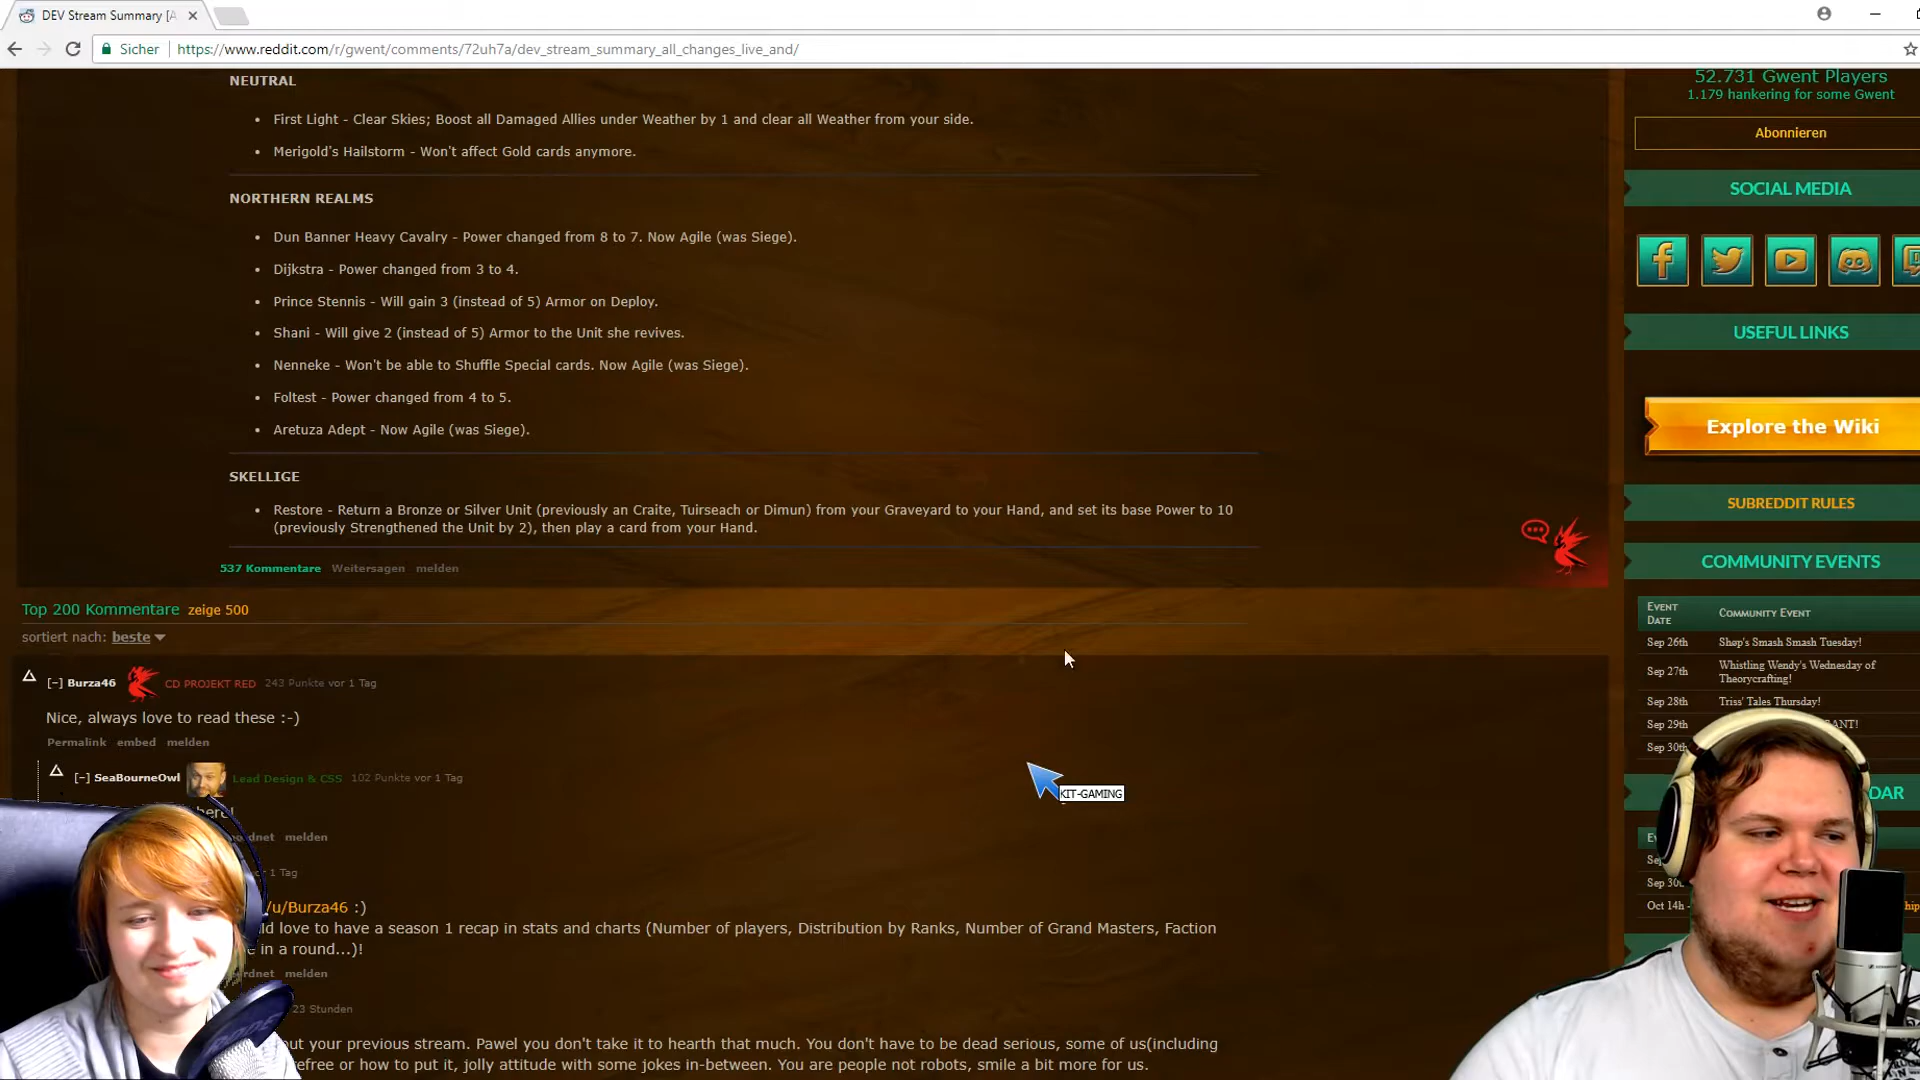 DEV Stream Summary [A
Sicher
https://www.reddit.com/r/gwent/comments/72uh7a/dev_stream_summary_all_changes_live_and/
NEUTRAL
• First Light - Clear Skies; Boost all Damaged Allies under Weather by 1 and clear all Weather from your side.
• Merigold's Hailstorm - Won't affect Gold cards anymore.
NORTHERN REALMS
• Dun Banner Heavy Cavalry - Power changed from 8 to 7. Now Agile (was Siege).
• Dijkstra - Power changed from 3 to 4.
• Prince Stennis - Will gain 3 (instead of 5) Armor on Deploy.
• Shani - Will give 2 (instead of 5) Armor to the Unit she revives.
• Nenneke - Won't be able to Shuffle Special cards. Now Agile (was Siege).
• Foltest - Power changed from 4 to 5.
• Aretuza Adept - Now Agile (was Siege).
SKELLIGE
• Restore - Return a Bronze or Silver Unit (previously an Craite, Tuirseach or Dimun) from your Graveyard to your Hand, and set its base Power to 10
(previously Strengthened the Unit by 2), then play a card from your Hand.
537 Kommentare Weitersagen melden
Top 200 Kommentare zeige 500
sortiert nach: beste
[-] Burza46 CD PROJEKT RED 243 Punkte vor 1 Tag
Nice, always love to read these :-)
Permalink embed melden
[-] SeaBourneOwl Lead Design & CSS 102 Punkte vor 1 Tag
here!
rdnet melden
or 1 Tag
/u/Burza46 :)
ld love to have a season 1 recap in stats and charts (Number of players, Distribution by Ranks, Number of Grand Masters, Faction
e in a round...)!
rdnet melden
23 Stunden
out your previous stream. Pawel you don't take it to hearth that much. You don't have to be dead serious, some of us(including
refree or how to put it, jolly attitude with some jokes in-between. You are people not robots, smile a bit more for us.
KIT-GAMING
52.731 Gwent Players
1.179 hankering for some Gwent
Abonnieren
SOCIAL MEDIA
USEFUL LINKS
Explore the Wiki
SUBREDDIT RULES
COMMUNITY EVENTS
EVENT DATE COMMUNITY EVENT
Sep 26th Shøp's Smash Smash Tuesday!
Sep 27th Whistling Wendy's Wednesday of
Theorycrafting!
Sep 28th Triss' Tales Thursday!
Sep 29th RANT!
Sep 30th
DAR
Ev
Sep
Sep 30
Oct 14h - hip